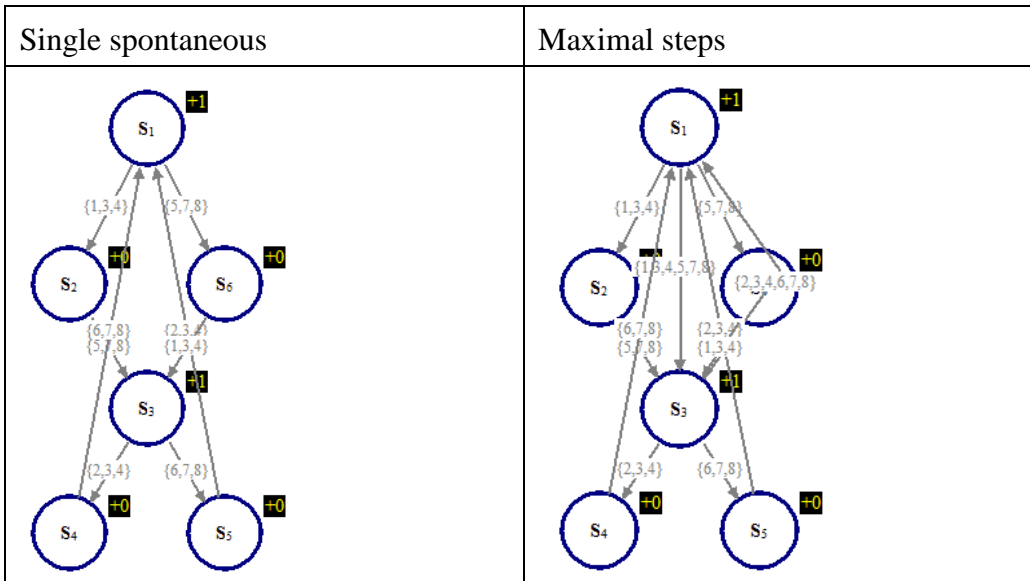 Single spontaneous
Maximal steps
+1
S1
{1,3,4}
{5,7,8}
+0
+0
S2
S6
{6,7,8}
{2,3,4}
{5,7,8}
{1,3,4}
+1
S3
{2,3,4}
{6,7,8}
+0
+0
S4
S5
+1
S1
{1,3,4}
{5,7,8}
+0
{1,3,4,5,7,8}
{2,3,4,6,7,8}
S2
{6,7,8}
{2,3,4}
{5,7,8}
{1,3,4}
+1
S3
{2,3,4}
{6,7,8}
+0
+0
S4
S5